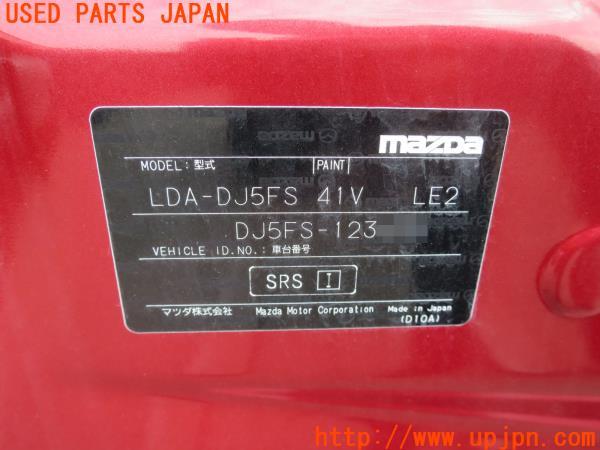 USED PARTS JAPAN
mazda
MODEL: 型式 PAINT
LDA-DJ5FS 41V LE2
DJ5FS-123
VEHICLE ID.NO.: 車台番号
SRS I
マツダ株式会社 Mazda Motor Corporation Made in Japan
(D10A)
http://www.upjpn.com/